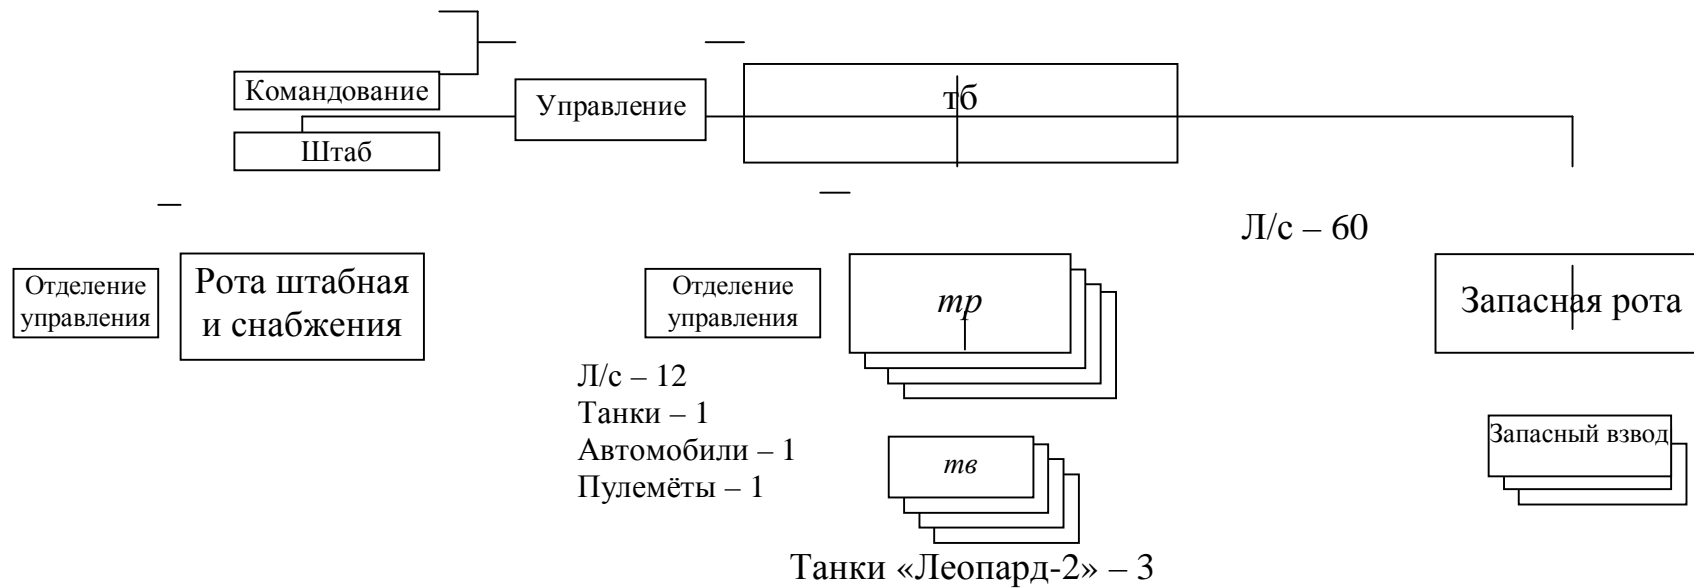 Командование
Управление
тб
Штаб
Л/с – 60
Отделение
управления
Рота штабная
и снабжения
Отделение
управления
тр
Запасная рота
Л/с – 12
Танки – 1
Автомобили – 1
Пулемёты – 1
тв
Запасный взвод
Танки «Леопард-2» – 3